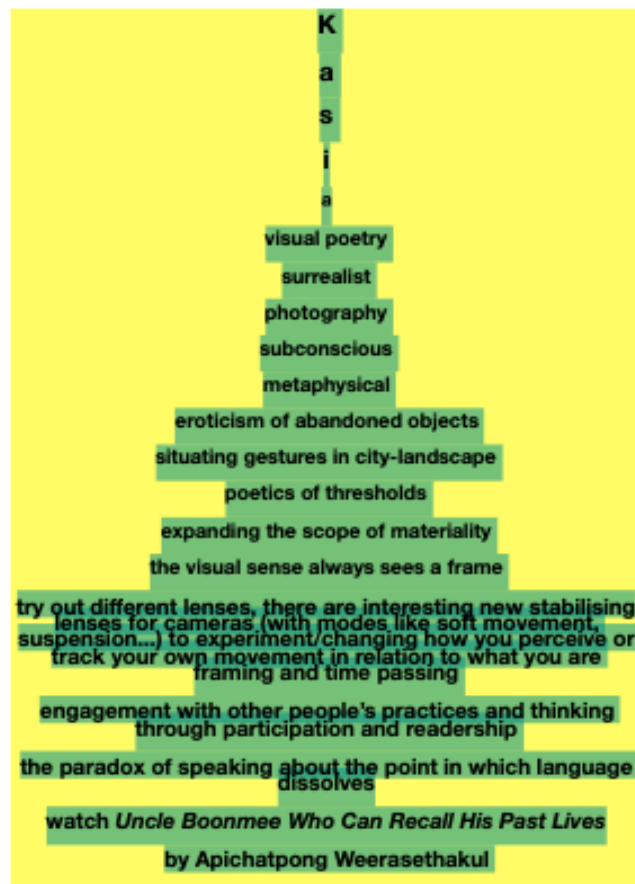 K
a
s
i
a
visual poetry
surrealist
photography
subconscious
metaphysical
eroticism of abandoned objects
situating gestures in city-landscape
poetics of thresholds
expanding the scope of materiality
the visual sense always sees a frame
try out different lenses, there are interesting new stabilising
lenses for cameras (with modes like soft movement,
suspension...) to experiment/changing how you perceive or
track your own movement in relation to what you are
framing and time passing
engagement with other people's practices and thinking
through participation and readership
the paradox of speaking about the point in which language
dissolves
watch Uncle Boonmee Who Can Recall His Past Lives
by Apichatpong Weerasethakul